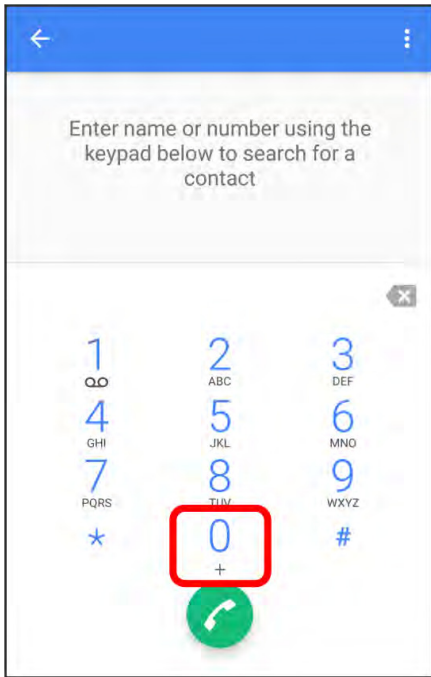 Enter name or number using the
keypad below to search for a
contact
1 2 3
ABC DEF
4 5 6
GHI JKL MNO
7 8 9
PQRS TUV WXYZ
* 0 #
+